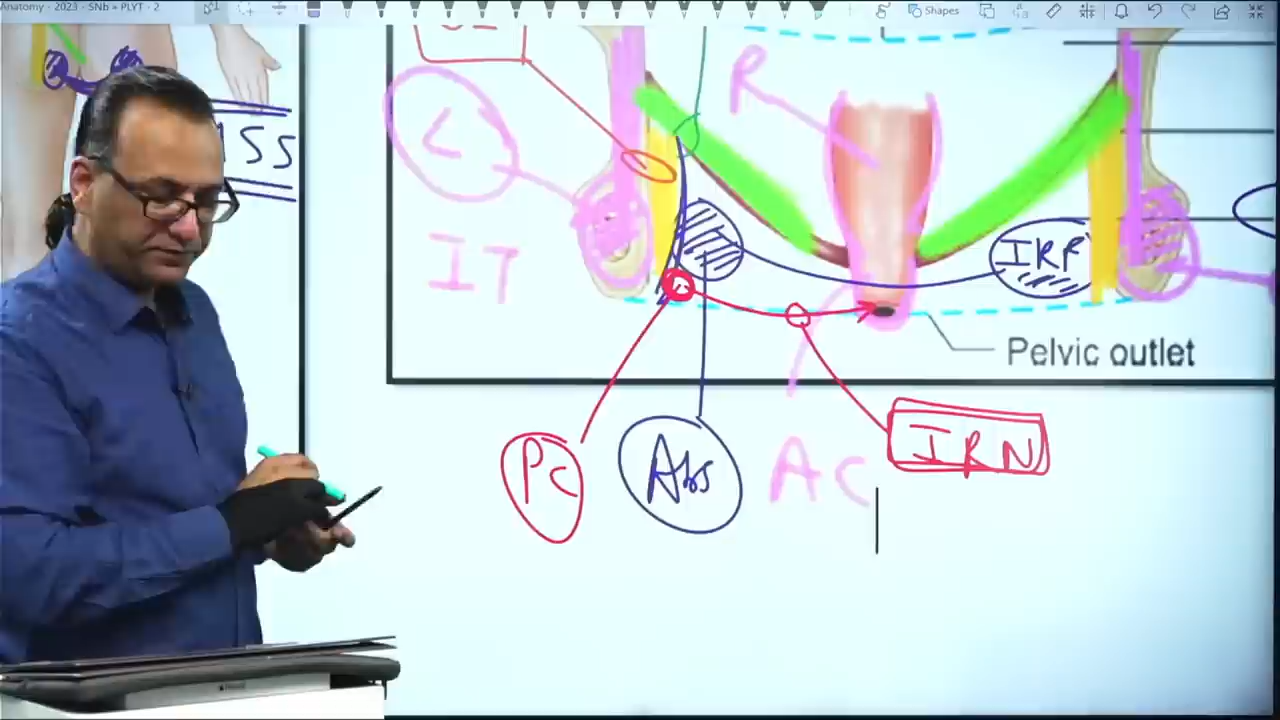 Anatomy - 2023 - SNb » PLYT - 2
Shapes
SS
R
L
IT
IRF
Pelvic outlet
PC
Abs
AC
IRN